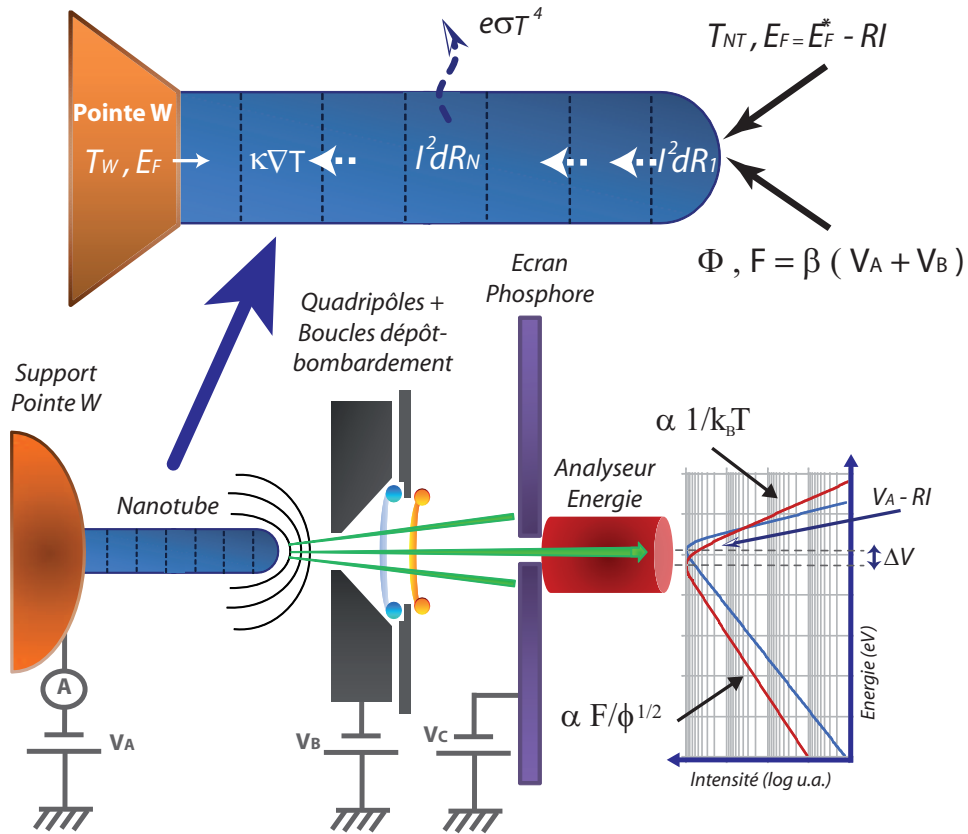 eσT⁴
T_NT , E_F = E*_F - RI
Pointe W
T_W , E_F
κ∇T
I²dR_N
I²dR₁
Φ , F = β ( V_A + V_B )
Ecran
Phosphore
Quadripôles +
Boucles dépôt-
bombardement
Support
Pointe W
Nanotube
Analyseur
Energie
α 1/k_BT
V_A - RI
ΔV
Energie (eV)
α F/ϕ^1/2
A
V_A
V_B
V_C
Intensité (log u.a.)